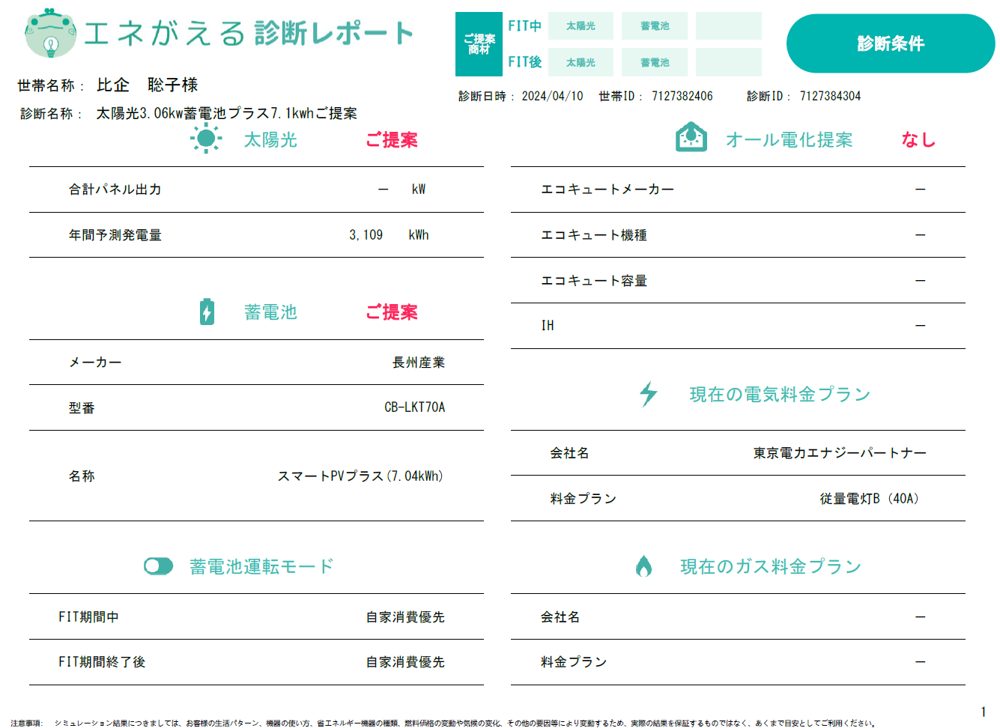 エネがえる診断レポート
ご提案商材
FIT中 太陽光 蓄電池
FIT後 太陽光 蓄電池
診断条件
世帯名称： 比企 聡子様
診断日時： 2024/04/10 世帯ID： 7127382406 診断ID： 7127384304
診断名称： 太陽光3.06kw蓄電池プラス7.1kwhご提案
太陽光 ご提案
合計パネル出力 － kW
年間予測発電量 3,109 kWh
蓄電池 ご提案
メーカー 長州産業
型番 CB-LKT70A
名称 スマートPVプラス(7.04kWh)
蓄電池運転モード
FIT期間中 自家消費優先
FIT期間終了後 自家消費優先
オール電化提案 なし
エコキュートメーカー －
エコキュート機種 －
エコキュート容量 －
IH －
現在の電気料金プラン
会社名 東京電力エナジーパートナー
料金プラン 従量電灯B（40A）
現在のガス料金プラン
会社名 －
料金プラン －
1
注意事項： シミュレーション結果につきましては、お客様の生活パターン、機器の使い方、省エネルギー機器の種類、燃料価格の変動や気候の変化、その他の要因等により変動するため、実際の結果を保証するものではなく、あくまで目安としてご利用ください。